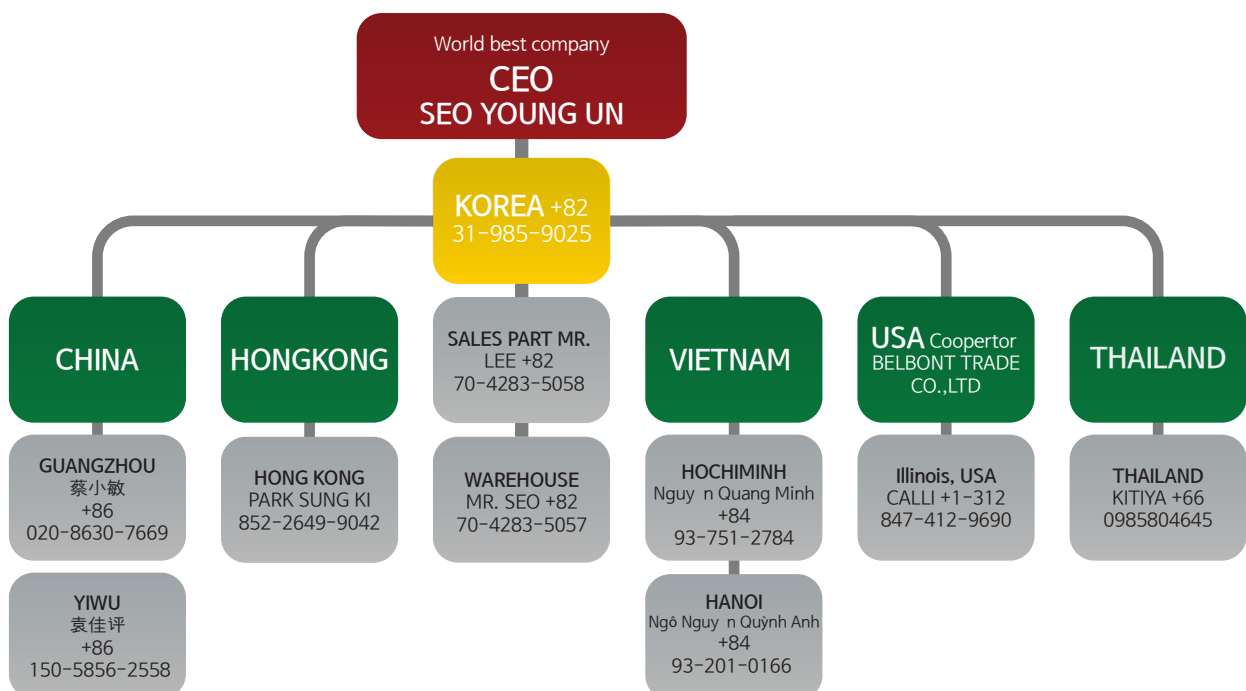 World best company
CEO
SEO YOUNG UN
KOREA +82
31-985-9025
CHINA
HONGKONG
SALES PART MR.
LEE +82
70-4283-5058
VIETNAM
USA Coopertor
BELBONT TRADE
CO.,LTD
THAILAND
GUANGZHOU
蔡小敏
+86
020-8630-7669
HONG KONG
PARK SUNG KI
852-2649-9042
WAREHOUSE
MR. SEO +82
70-4283-5057
HOCHIMINH
Nguy n Quang Minh
+84
93-751-2784
Illinois, USA
CALLI +1-312
847-412-9690
THAILAND
KITIYA +66
0985804645
YIWU
袁佳评
+86
150-5856-2558
HANOI
Ngô Nguy n Quỳnh Anh
+84
93-201-0166